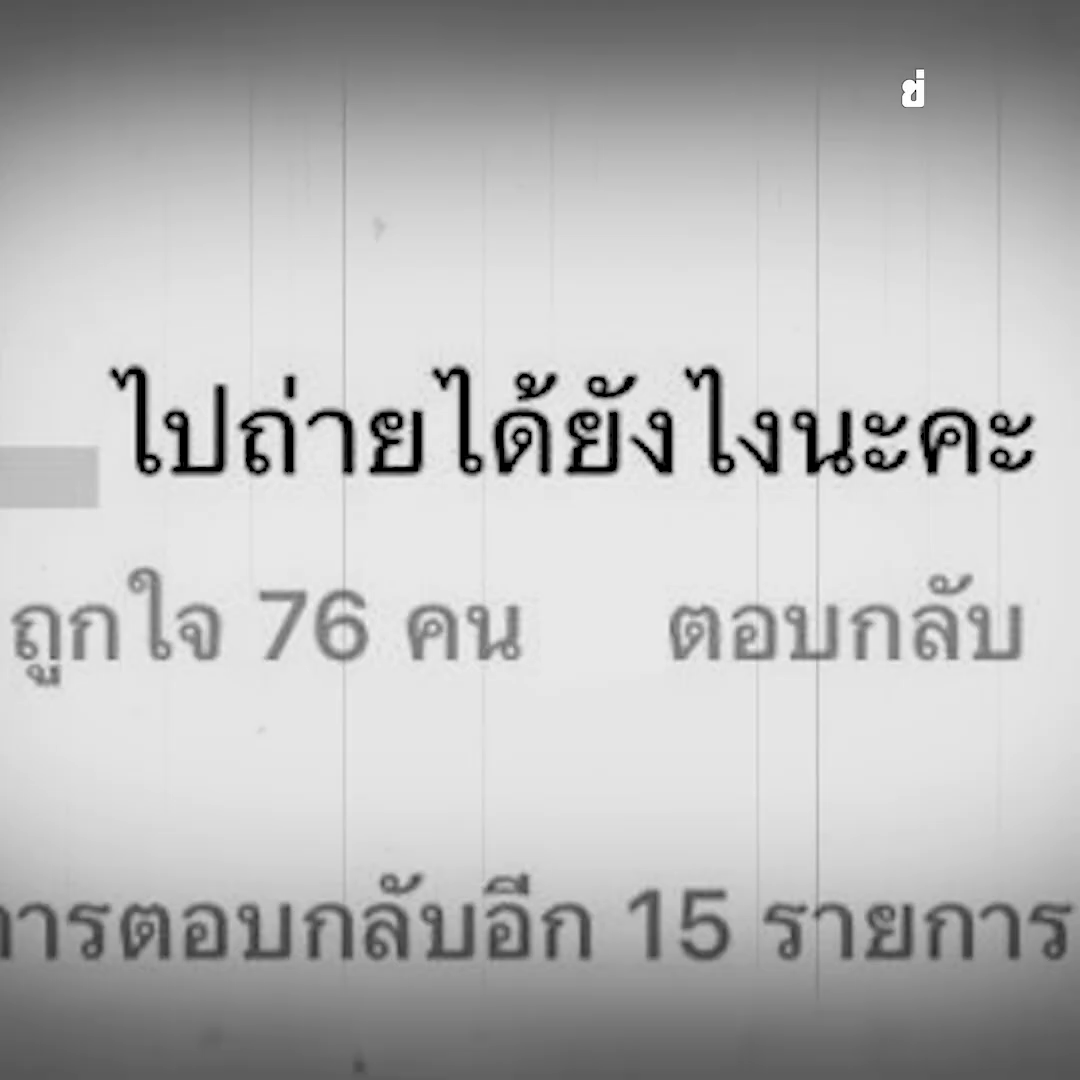 ย่
ไปถ่ายได้ยังไงนะคะ
ถูกใจ 76 คน ตอบกลับ
การตอบกลับอีก 15 รายการ